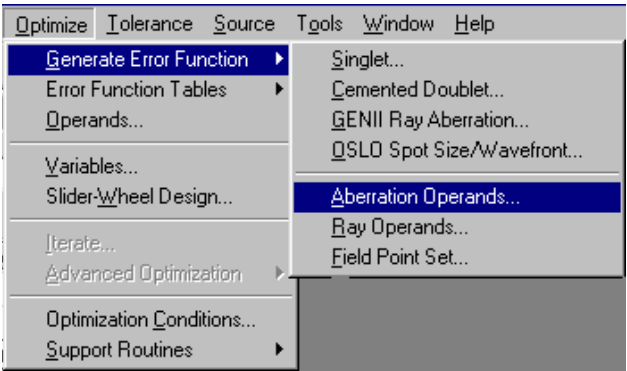 Optimize Tolerance Source Tools Window Help
Generate Error Function
Error Function Tables
Operands...
Variables...
Slider-Wheel Design...
Iterate...
Advanced Optimization
Optimization Conditions...
Support Routines
Singlet...
Cemented Doublet...
GENII Ray Aberration...
OSLO Spot Size/Wavefront...
Aberration Operands...
Ray Operands...
Field Point Set...